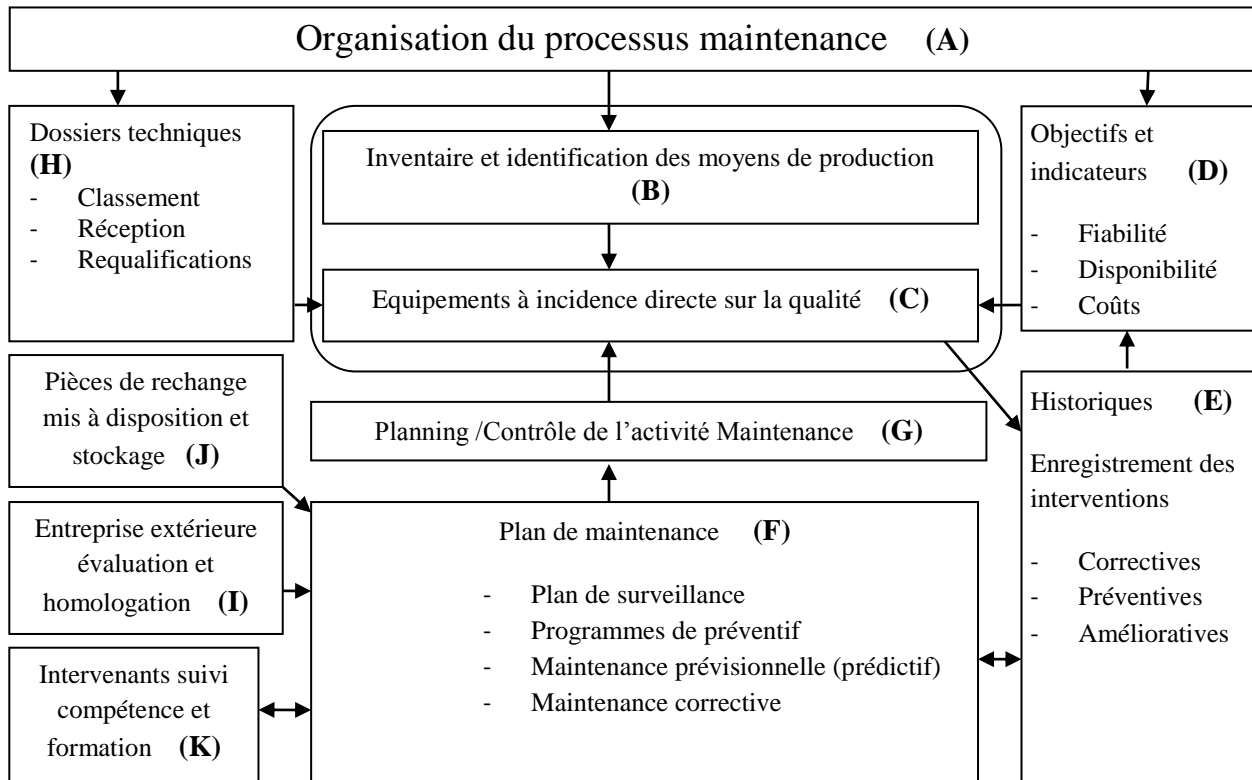 Organisation du processus maintenance (A)
Dossiers techniques
(H)
- Classement
- Réception
- Requalifications
Inventaire et identification des moyens de production
(B)
Equipements à incidence directe sur la qualité (C)
Objectifs et
indicateurs (D)
- Fiabilité
- Disponibilité
- Coûts
Pièces de rechange
mis à disposition et
stockage (J)
Planning /Contrôle de l’activité Maintenance (G)
Historiques (E)
Enregistrement des
interventions
- Correctives
- Préventives
- Amélioratives
Entreprise extérieure
évaluation et
homologation (I)
Plan de maintenance (F)
- Plan de surveillance
- Programmes de préventif
- Maintenance prévisionnelle (prédictif)
- Maintenance corrective
Intervenants suivi
compétence et
formation (K)